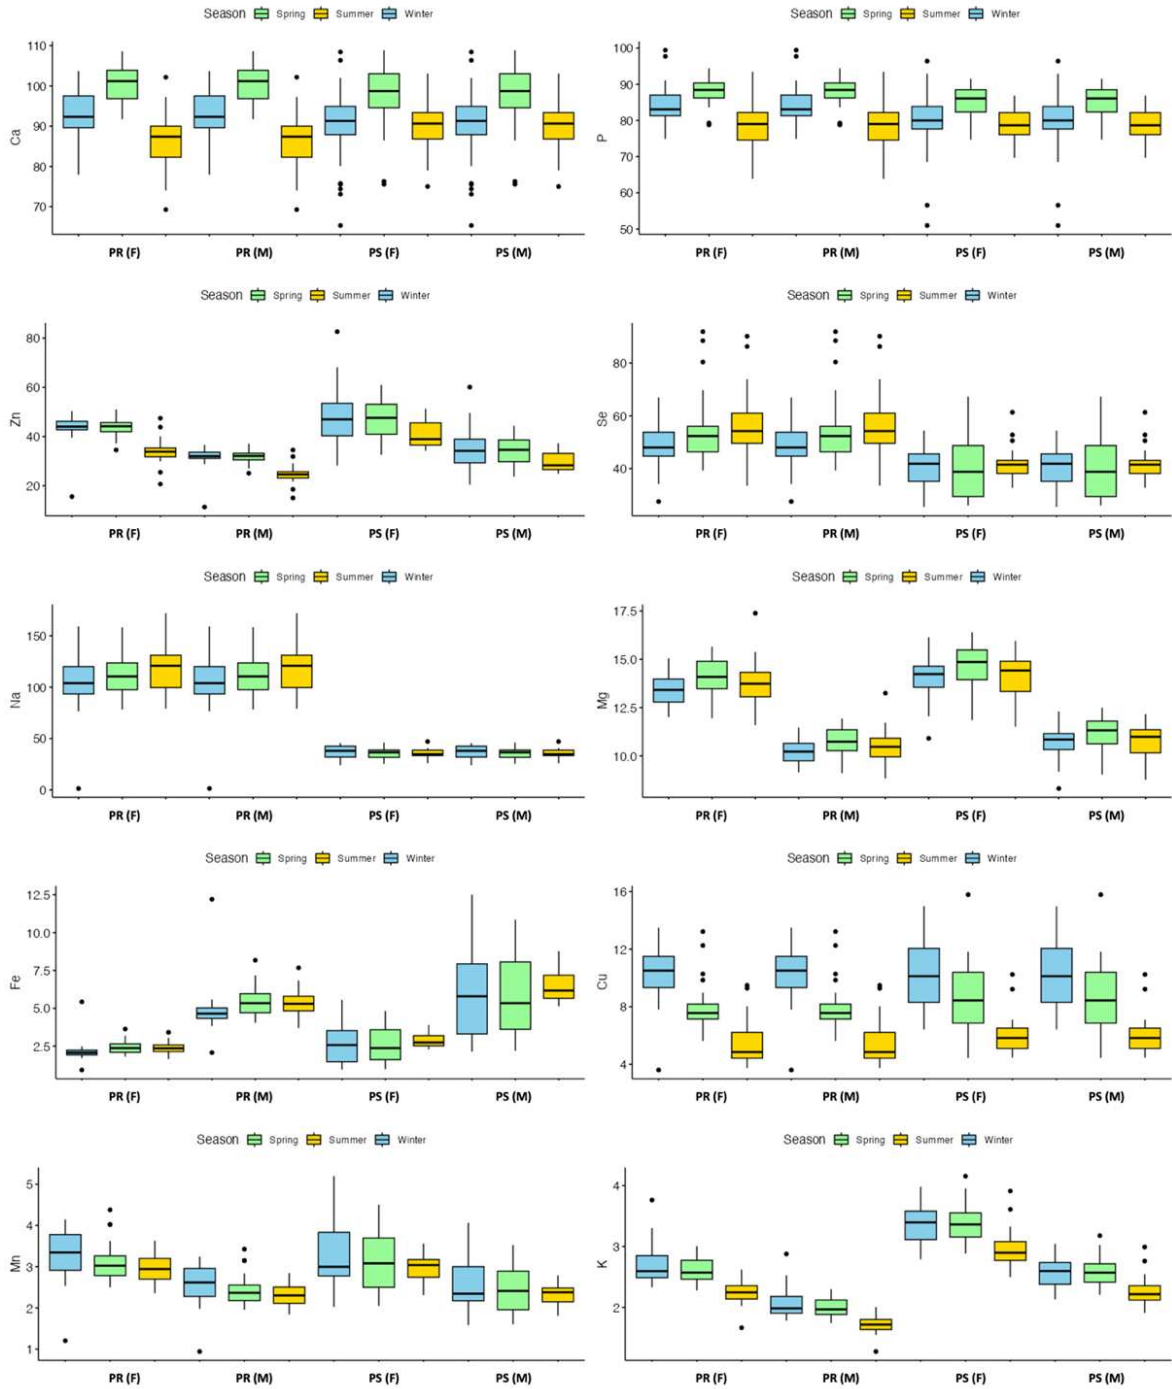 Season Spring Summer Winter
Ca
110
100
90
80
70
PR (F) PR (M) PS (F) PS (M)
Season Spring Summer Winter
P
100
90
80
70
60
50
PR (F) PR (M) PS (F) PS (M)
Season Spring Summer Winter
Zn
80
60
40
20
PR (F) PR (M) PS (F) PS (M)
Season Spring Summer Winter
Se
80
60
40
PR (F) PR (M) PS (F) PS (M)
Season Spring Summer Winter
Na
150
100
50
0
PR (F) PR (M) PS (F) PS (M)
Season Spring Summer Winter
Mg
17.5
15.0
12.5
10.0
PR (F) PR (M) PS (F) PS (M)
Season Spring Summer Winter
Fe
12.5
10.0
7.5
5.0
2.5
PR (F) PR (M) PS (F) PS (M)
Season Spring Summer Winter
Cu
16
12
8
4
PR (F) PR (M) PS (F) PS (M)
Season Spring Summer Winter
Mn
5
4
3
2
1
PR (F) PR (M) PS (F) PS (M)
Season Spring Summer Winter
K
4
3
2
PR (F) PR (M) PS (F) PS (M)